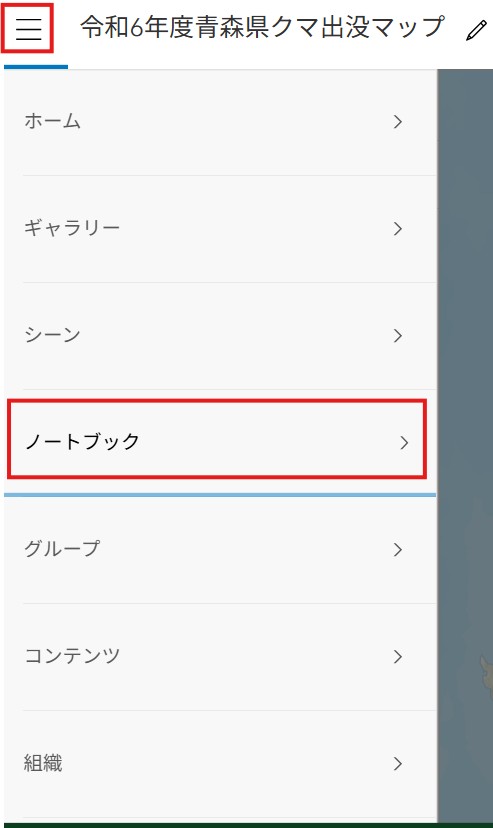 令和6年度青森県クマ出没マップ
ホーム
ギャラリー
シーン
ノートブック
グループ
コンテンツ
組織